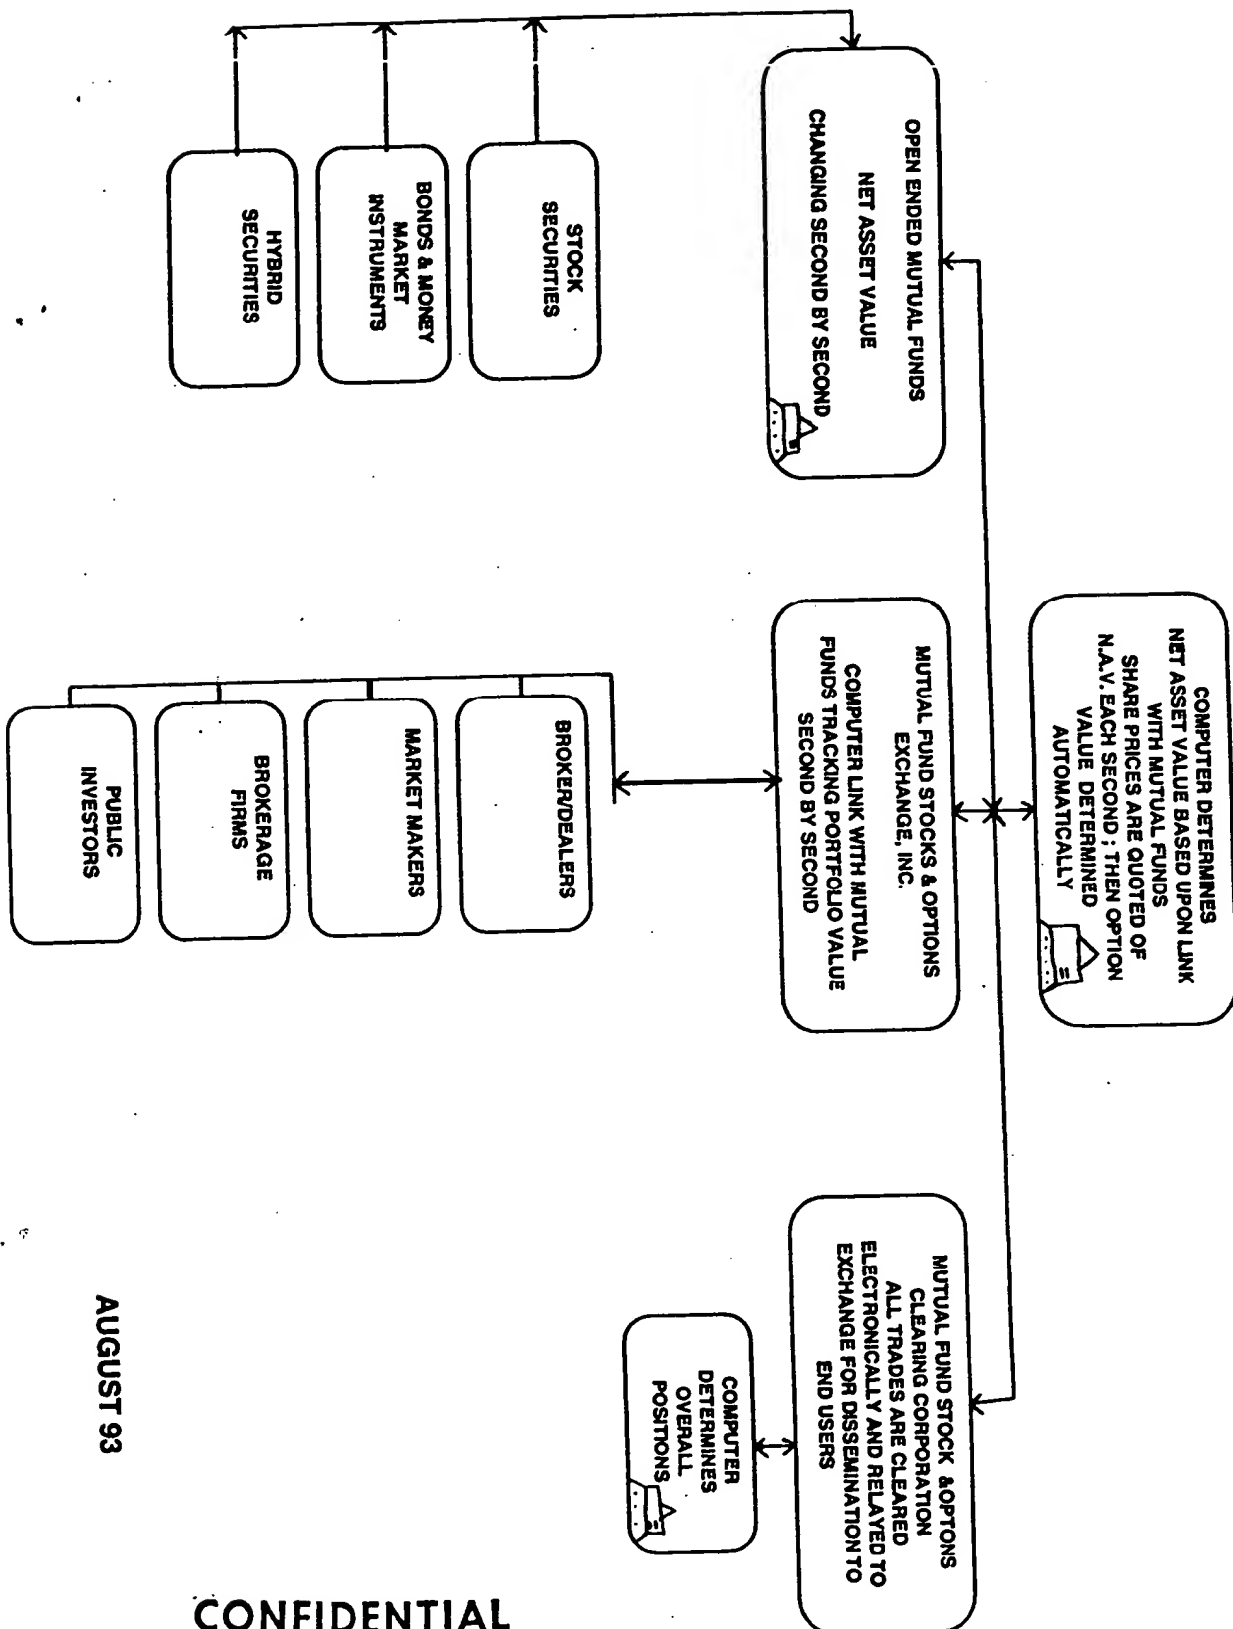 COMPUTER DETERMINES
NET ASSET VALUE BASED UPON LINK
WITH MUTUAL FUNDS
SHARE PRICES ARE QUOTED OF
N.A.V. EACH SECOND ; THEN OPTION
VALUE DETERMINED
AUTOMATICALLY
OPEN ENDED MUTUAL FUNDS
NET ASSET VALUE
CHANGING SECOND BY SECOND
MUTUAL FUND STOCKS & OPTIONS
EXCHANGE, INC.
COMPUTER LINK WITH MUTUAL
FUNDS TRACKING PORTFOLIO VALUE
SECOND BY SECOND
MUTUAL FUND STOCK &OPTONS
CLEARING CORPORATION
ALL TRADES ARE CLEARED
ELECTRONICALLY AND RELAYED TO
EXCHANGE FOR DISSEMINATION TO
END USERS
STOCK
SECURITIES
BONDS & MONEY
MARKET
INSTRUMENTS
HYBRID
SECURITIES
BROKER/DEALERS
MARKET MAKERS
BROKERAGE
FIRMS
PUBLIC
INVESTORS
COMPUTER
DETERMINES
OVERALL
POSITIONS
AUGUST 93
CONFIDENTIAL